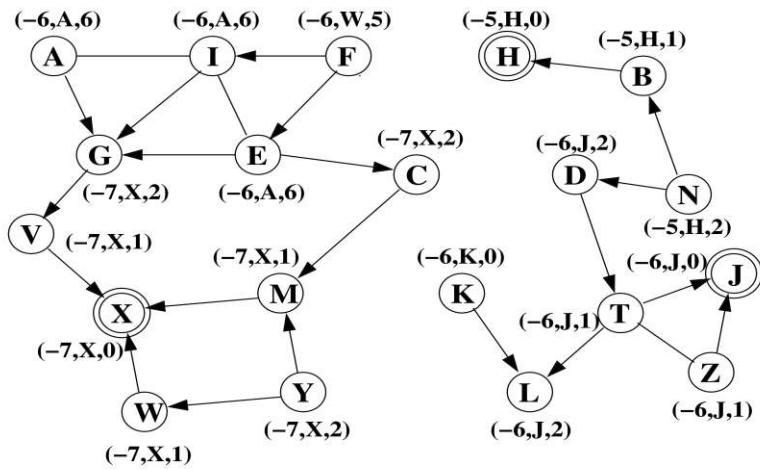 (−6,A,6) (−6,A,6) (−6,W,5) (−5,H,0)
A I F H (−5,H,1)
B
G E (−7,X,2) (−6,J,2)
C D N
(−7,X,2) (−6,A,6) (−5,H,2)
V (−7,X,1) (−7,X,1) (−6,K,0) (−6,J,0) J
X M K (−6,J,1) T
(−7,X,0)
W Y L Z
(−7,X,1) (−7,X,2) (−6,J,2) (−6,J,1)